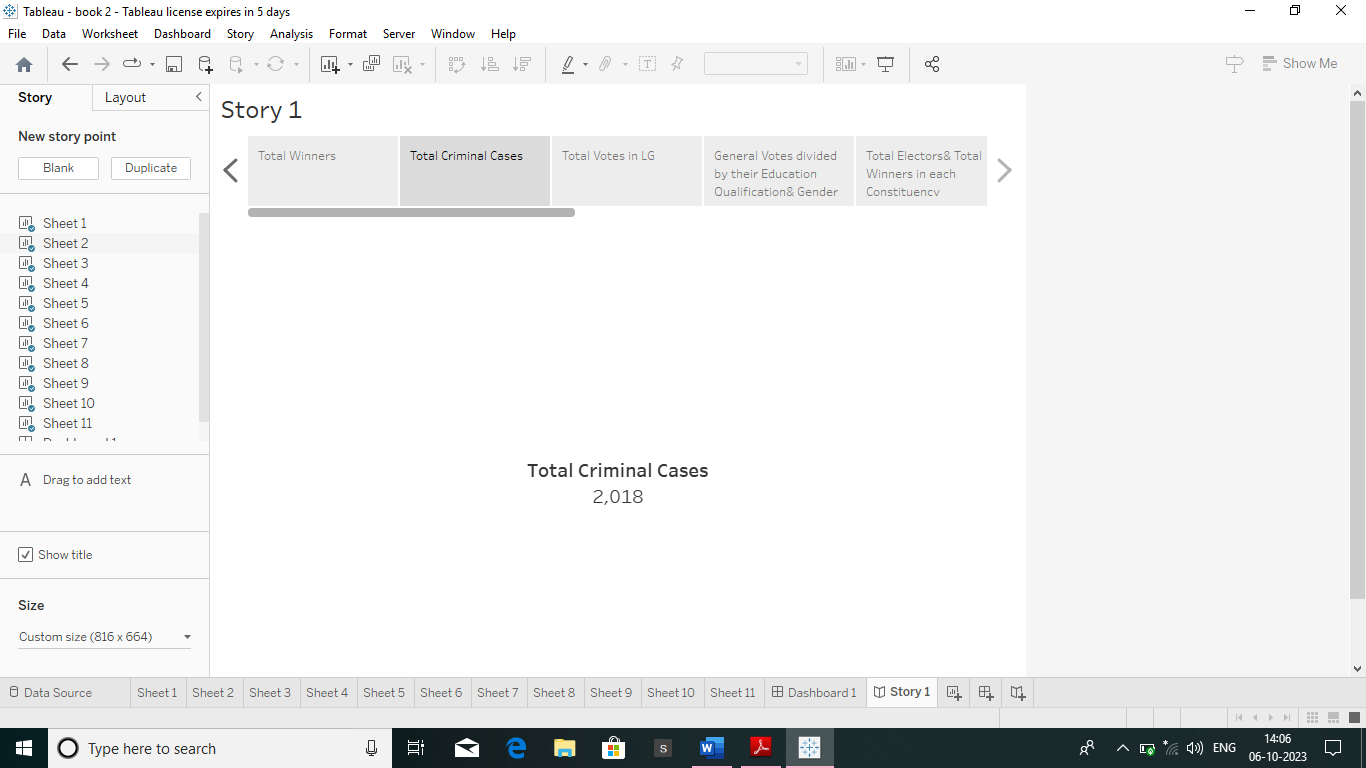 Tableau - book 2 - Tableau license expires in 5 days
File Data Worksheet Dashboard Story Analysis Format Server Window Help
Show Me
Story Layout
New story point
Blank Duplicate
Sheet 1
Sheet 2
Sheet 3
Sheet 4
Sheet 5
Sheet 6
Sheet 7
Sheet 8
Sheet 9
Sheet 10
Sheet 11
A Drag to add text
Show title
Size
Custom size (816 x 664)
Story 1
Total Winners
Total Criminal Cases
Total Votes in LG
General Votes divided
by their Education
Qualification& Gender
Total Electors& Total
Winners in each
Constituency
Total Criminal Cases
2,018
Data Source Sheet 1 Sheet 2 Sheet 3 Sheet 4 Sheet 5 Sheet 6 Sheet 7 Sheet 8 Sheet 9 Sheet 10 Sheet 11 Dashboard 1 Story 1
Type here to search
S
W
ENG
14:06
06-10-2023